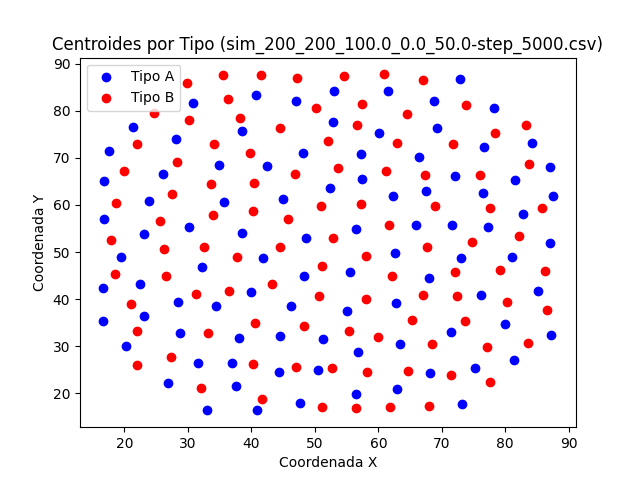 Centroides por Tipo (sim_200_200_100.0_0.0_50.0-step_5000.csv)
Tipo A
Tipo B
90
80
70
60
50
40
30
20
Coordenada Y
20 30 40 50 60 70 80 90
Coordenada X